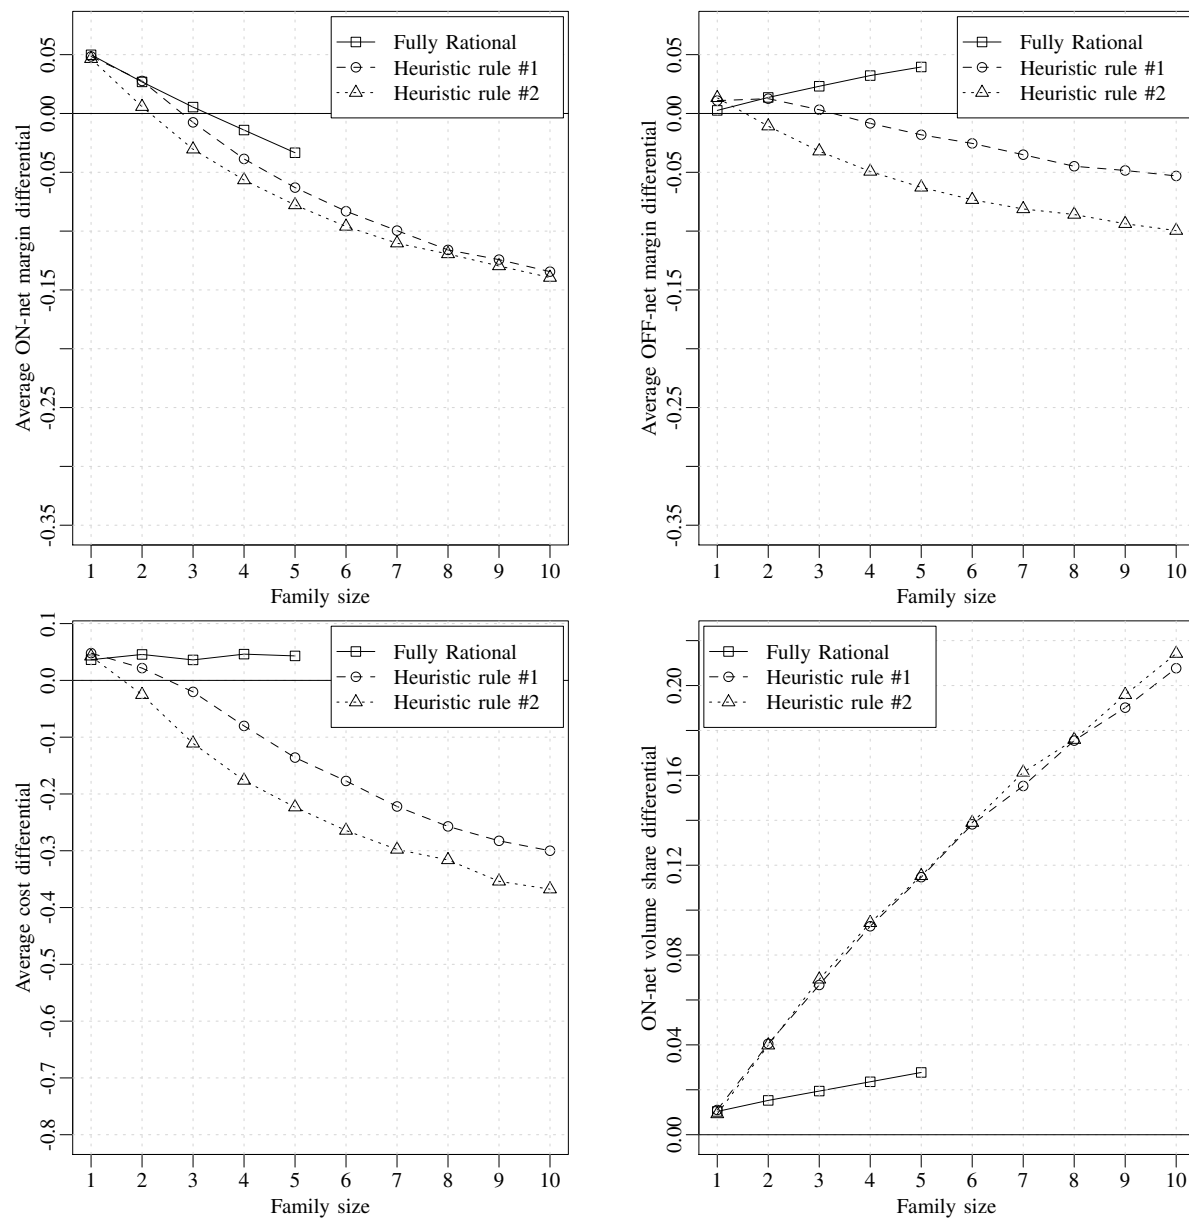 Fully Rational
Heuristic rule #1
Heuristic rule #2
Average ON-net margin differential
0.05
0.00
-0.05
-0.15
-0.25
-0.35
1 2 3 4 5 6 7 8 9 10
Family size
Fully Rational
Heuristic rule #1
Heuristic rule #2
Average OFF-net margin differential
0.05
0.00
-0.05
-0.15
-0.25
-0.35
1 2 3 4 5 6 7 8 9 10
Family size
Fully Rational
Heuristic rule #1
Heuristic rule #2
Average cost differential
0.1
0.0
-0.1
-0.2
-0.3
-0.4
-0.5
-0.6
-0.7
-0.8
1 2 3 4 5 6 7 8 9 10
Family size
Fully Rational
Heuristic rule #1
Heuristic rule #2
ON-net volume share differential
0.20
0.16
0.12
0.08
0.04
0.00
1 2 3 4 5 6 7 8 9 10
Family size